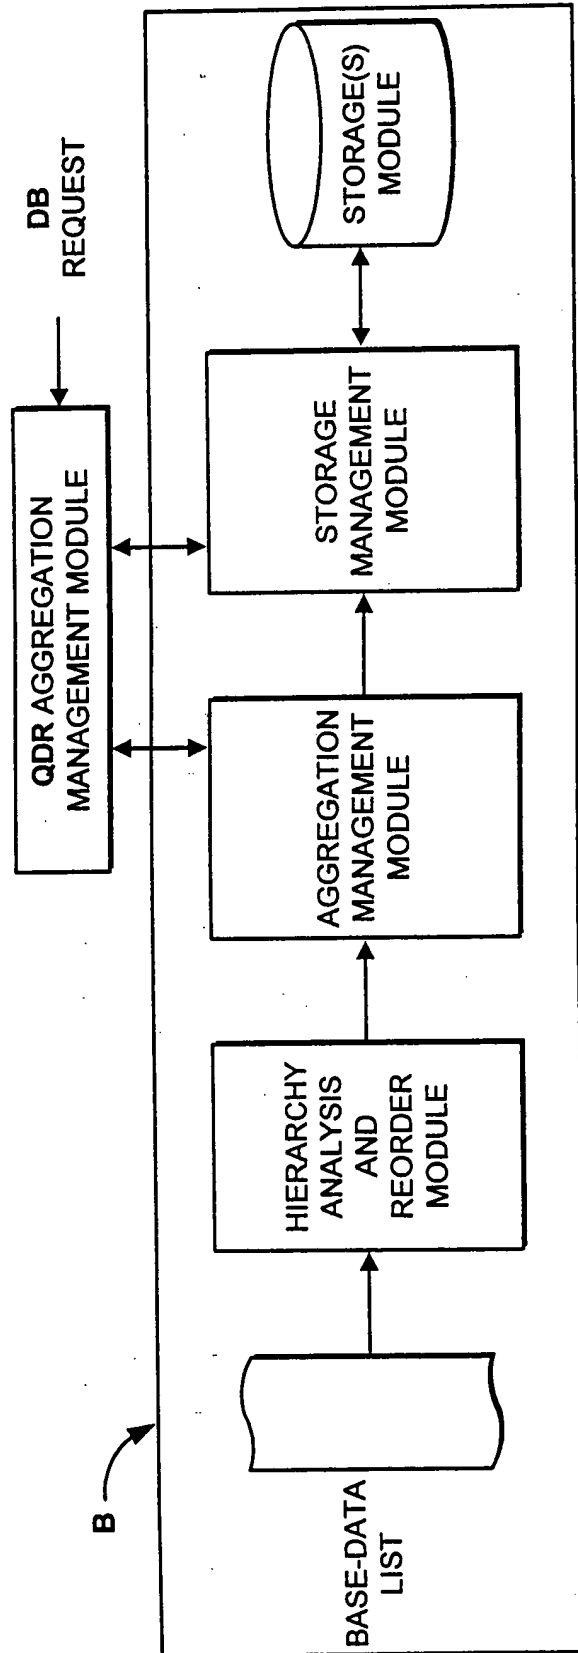 DB
REQUEST
QDR AGGREGATION
MANAGEMENT MODULE
B
BASE-DATA
LIST
HIERARCHY
ANALYSIS
AND
REORDER
MODULE
AGGREGATION
MANAGEMENT
MODULE
STORAGE
MANAGEMENT
MODULE
STORAGE(S)
MODULE